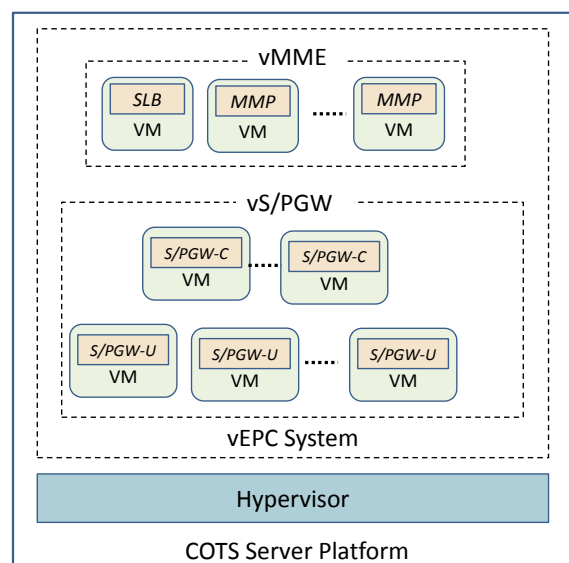 vMME
SLB MMP ...... MMP
VM VM VM
vS/PGW
S/PGW-C ...... S/PGW-C
VM VM
S/PGW-U S/PGW-U ...... S/PGW-U
VM VM VM
vEPC System
Hypervisor
COTS Server Platform